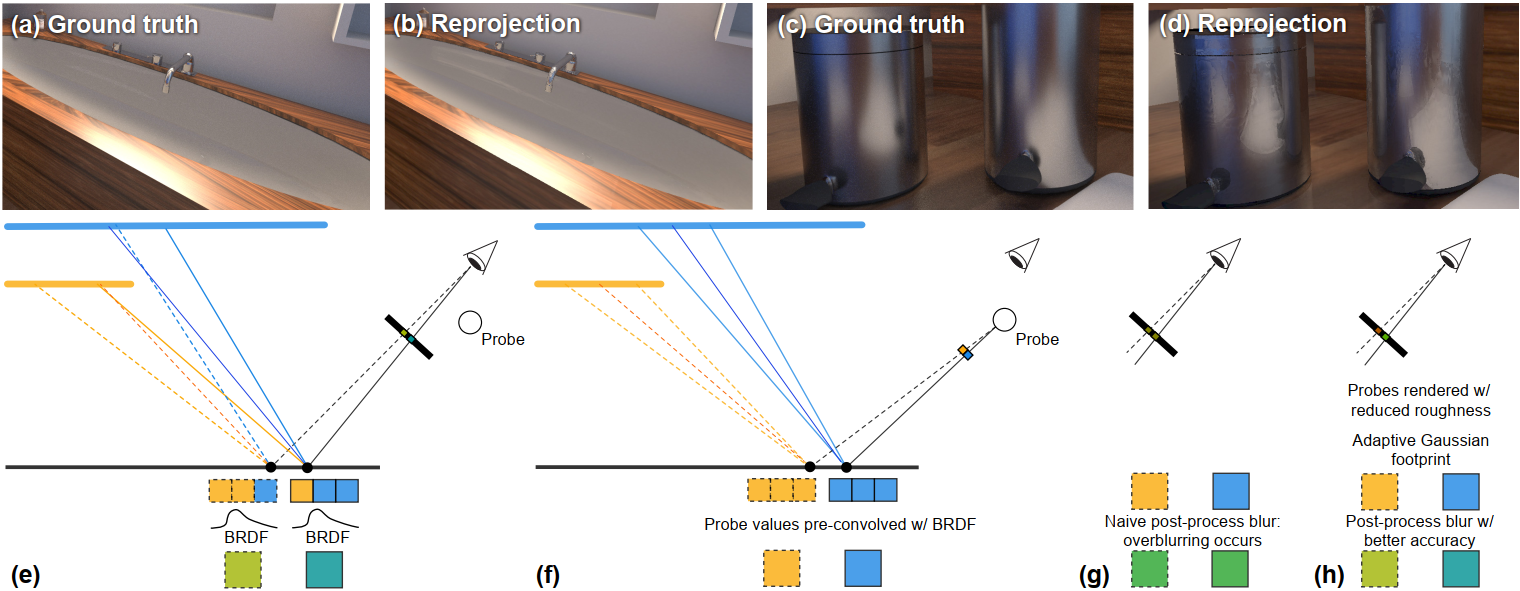 (a) Ground truth
(b) Reprojection
(c) Ground truth
(d) Reprojection
Probe
BRDF
BRDF
(e)
Probe
Probe values pre-convolved w/ BRDF
(f)
Naive post-process blur:
overblurring occurs
(g)
Probes rendered w/
reduced roughness
Adaptive Gaussian
footprint
Post-process blur w/
better accuracy
(h)